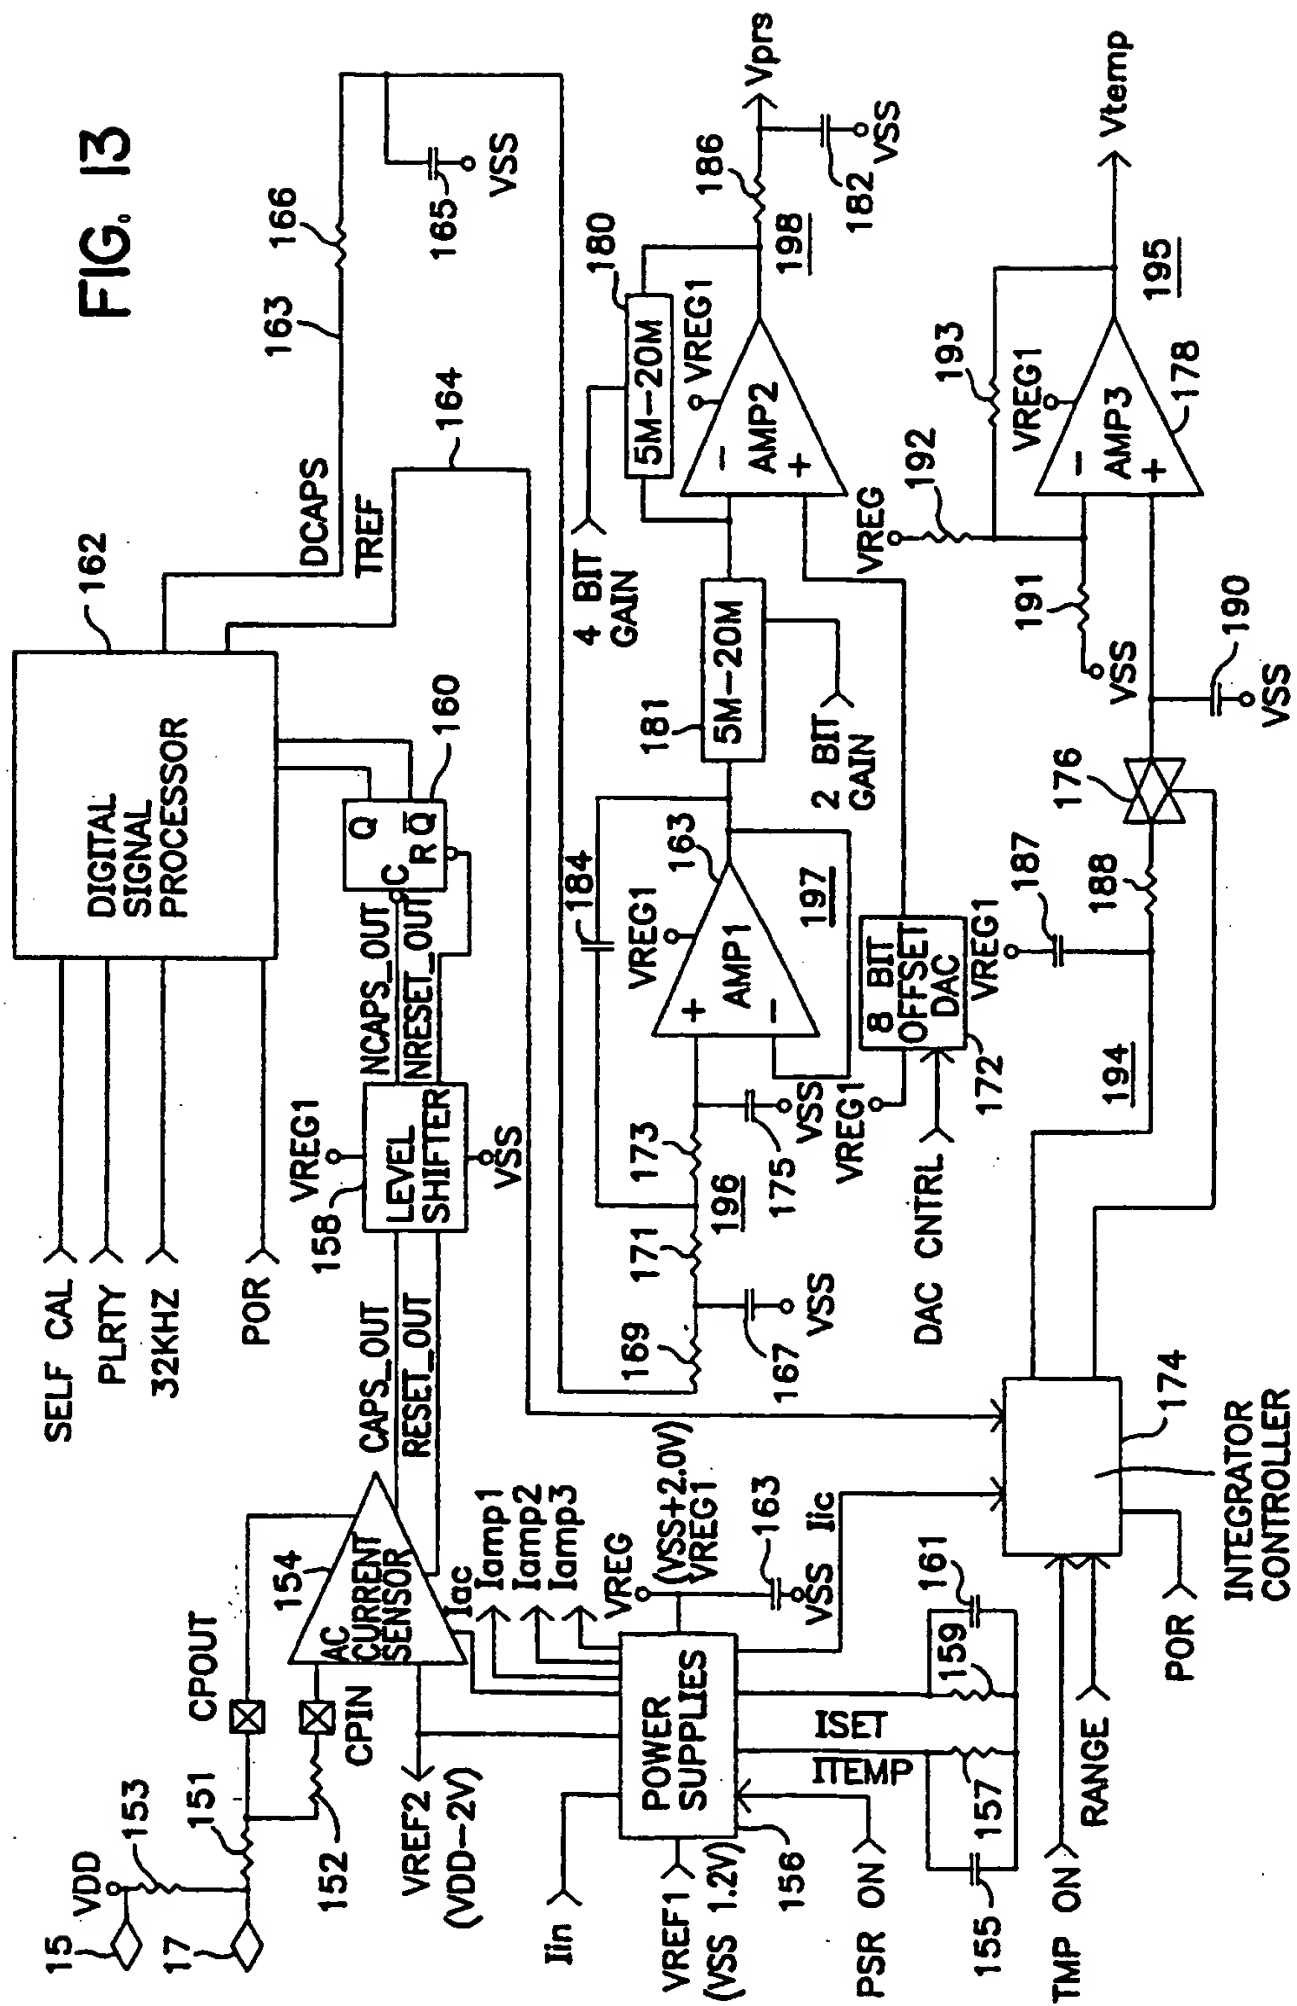 FIG. 13
15
17
VDD
153
151
152
CPOUT
CPIN
154
AC
CURRENT
SENSOR
VREF2
(VDD-2V)
Iac
Iamp1
Iamp2
Iamp3
CAPS_OUT
RESET_OUT
158
VREG1
LEVEL
SHIFTER
VSS
NCAPS_OUT
NRESET_OUT
C
Q
Q̅
R
160
SELF CAL
PLRTY
32KHZ
POR
DIGITAL
SIGNAL
PROCESSOR
162
DCAPS
TREF
163
166
164
165
VSS
Iin
VREF1
(VSS 1.2V)
POWER
SUPPLIES
156
PSR ON
VREG
(VSS+2.0V)
VREG1
163
VSS
Iic
ISET
ITEMP
155
157
159
161
169
167
VSS
171
196
173
175
VSS
184
VREG1
163
+
AMP1
-
197
181
5M-20M
2 BIT
GAIN
4 BIT
GAIN
180
5M-20M
VREG1
-
AMP2
+
198
186
182
VSS
Vprs
VREG1
8 BIT
OFFSET
DAC
172
DAC CNTRL
TMP ON
RANGE
POR
174
INTEGRATOR
CONTROLLER
194
VREG1
187
188
176
190
VSS
191
VSS
VREG
192
193
VREG1
-
AMP3
+
178
195
Vtemp